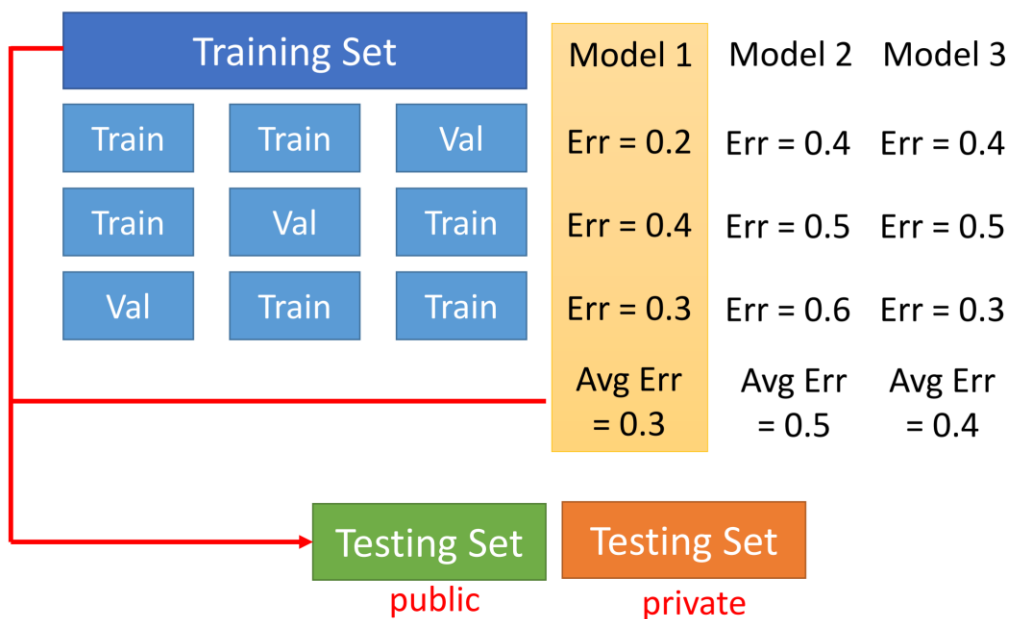 Training Set
Model 1 Model 2 Model 3
Train Train Val
Err = 0.2 Err = 0.4 Err = 0.4
Train Val Train
Err = 0.4 Err = 0.5 Err = 0.5
Val Train Train
Err = 0.3 Err = 0.6 Err = 0.3
Avg Err Avg Err Avg Err
= 0.3 = 0.5 = 0.4
Testing Set Testing Set
public private